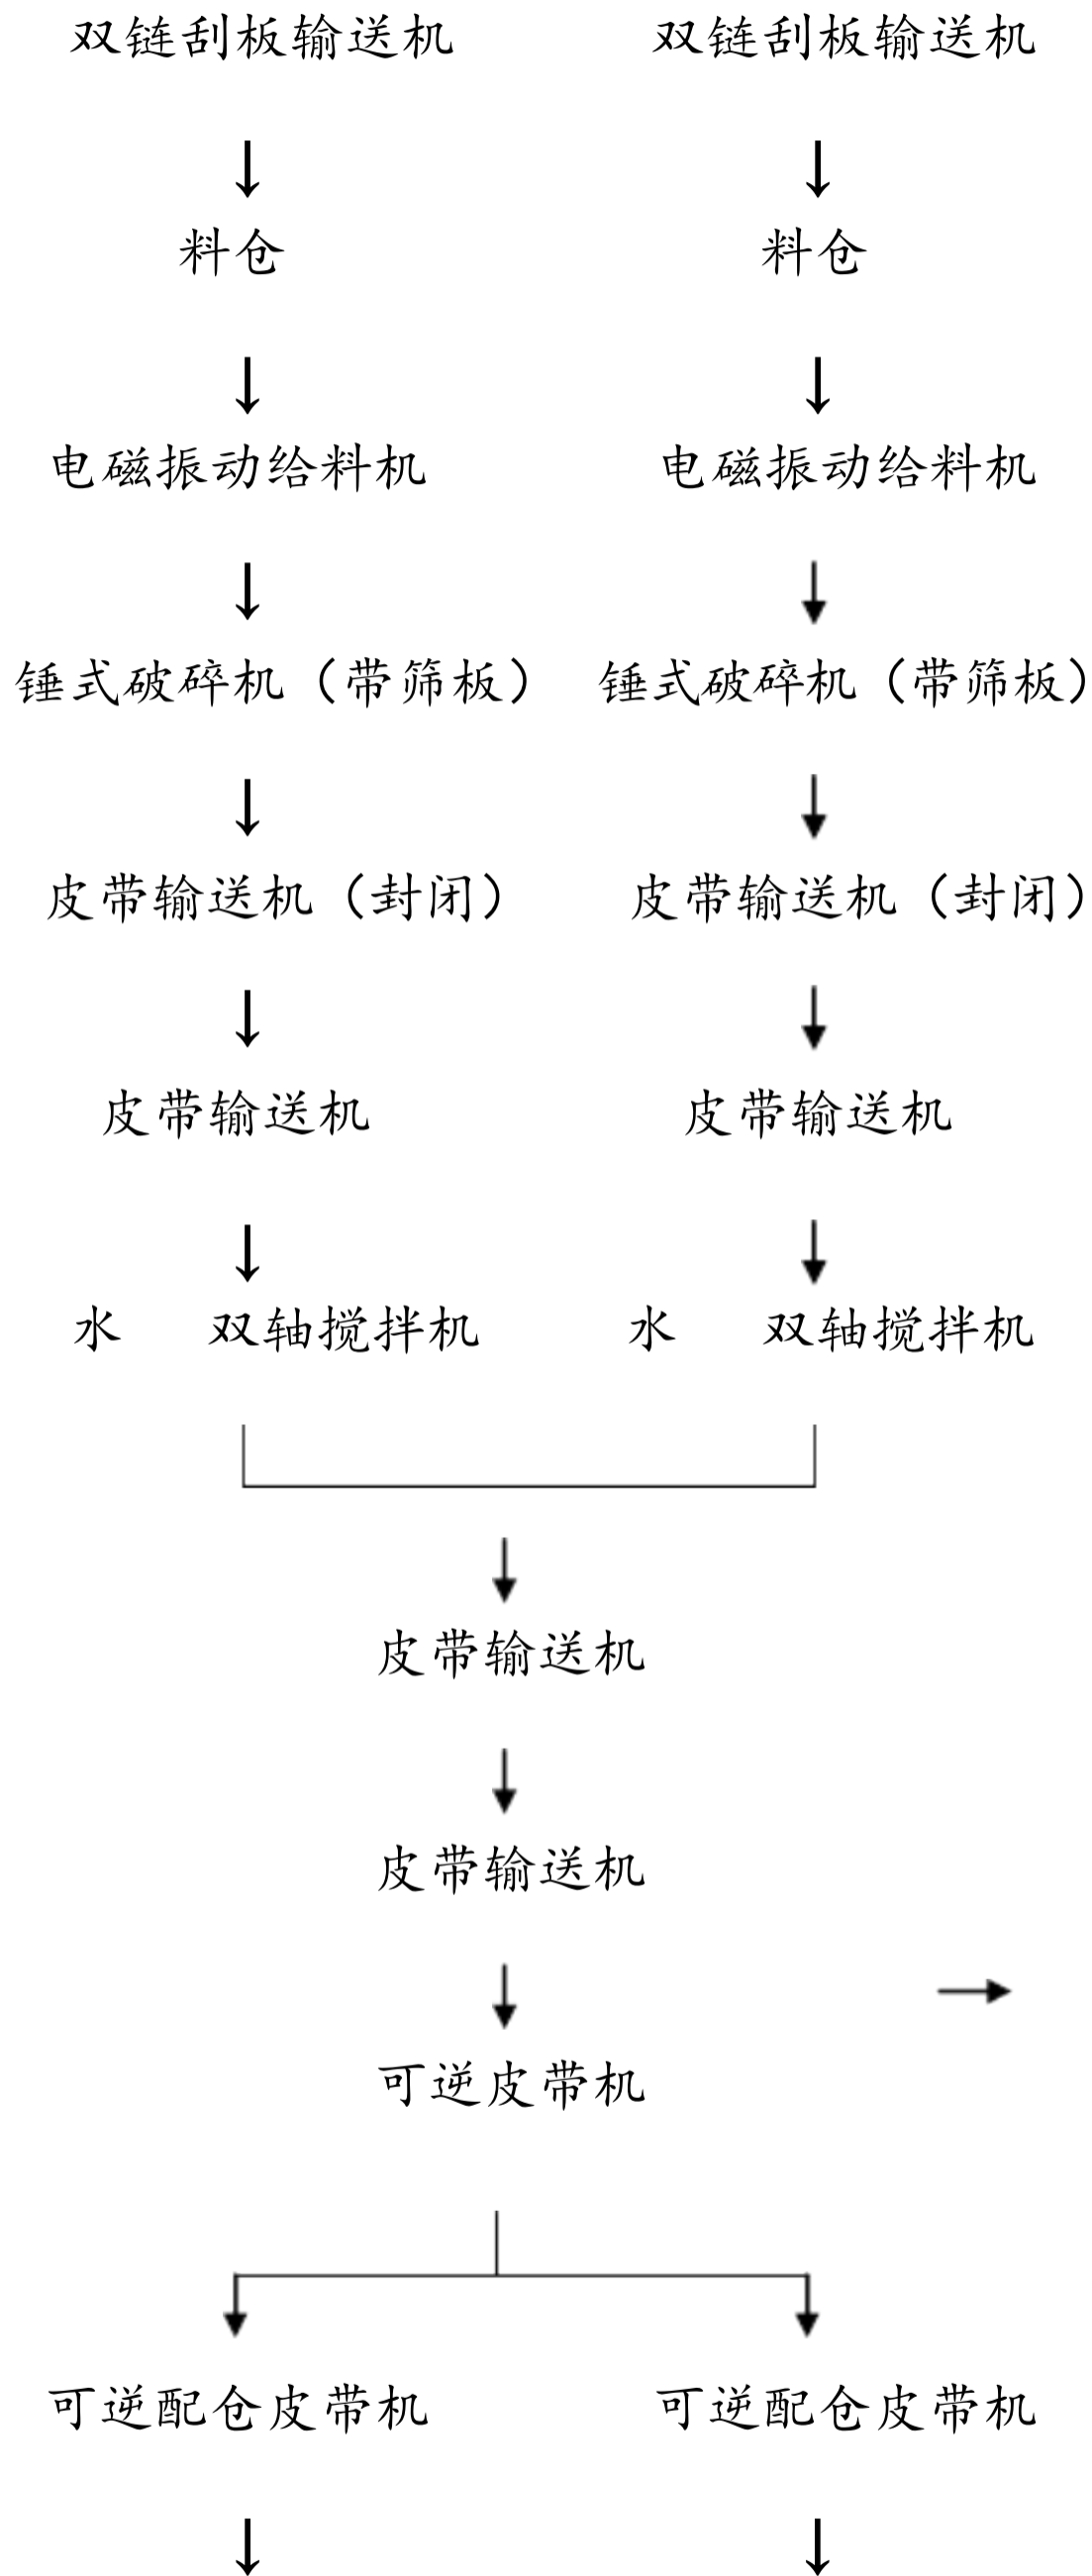 双链刮板输送机 双链刮板输送机
料仓 料仓
电磁振动给料机 电磁振动给料机
锤式破碎机（带筛板） 锤式破碎机（带筛板）
皮带输送机（封闭） 皮带输送机（封闭）
皮带输送机 皮带输送机
水 双轴搅拌机 水 双轴搅拌机
皮带输送机
皮带输送机
可逆皮带机
可逆配仓皮带机 可逆配仓皮带机